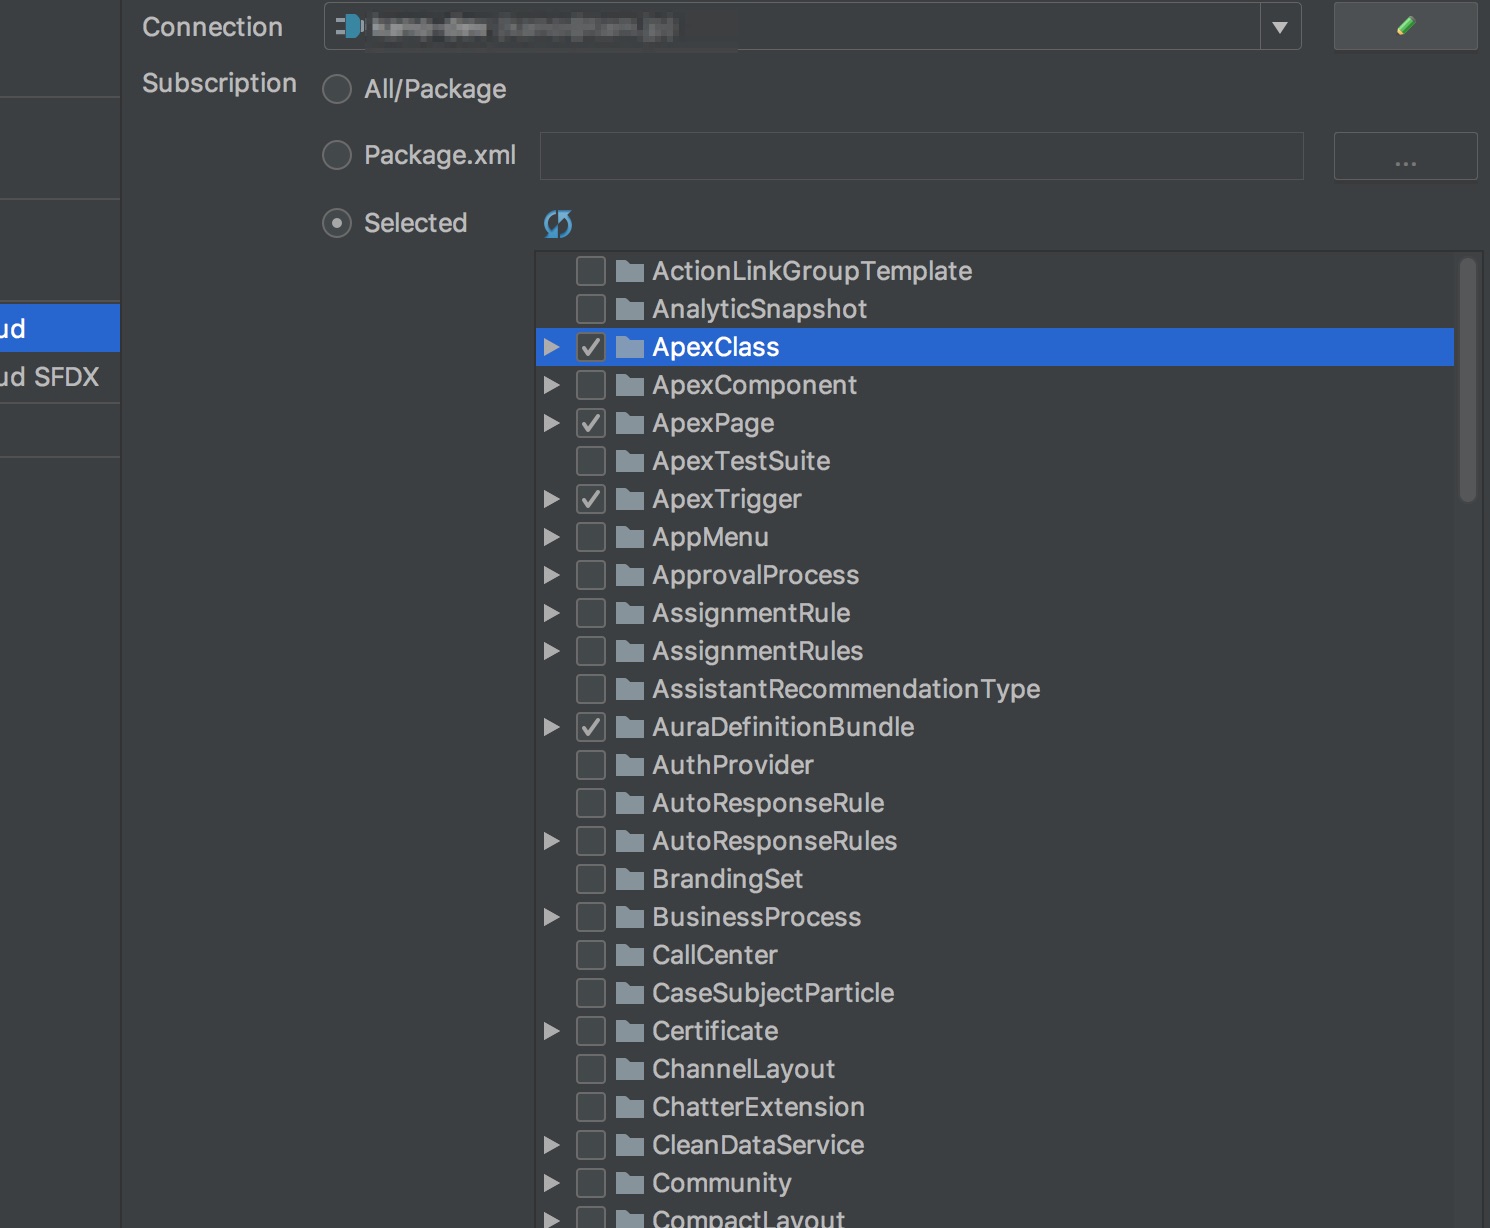 Connection
Subscription
All/Package
Package.xml
...
Selected
ud
ud SFDX
ActionLinkGroupTemplate
AnalyticSnapshot
ApexClass
ApexComponent
ApexPage
ApexTestSuite
ApexTrigger
AppMenu
ApprovalProcess
AssignmentRule
AssignmentRules
AssistantRecommendationType
AuraDefinitionBundle
AuthProvider
AutoResponseRule
AutoResponseRules
BrandingSet
BusinessProcess
CallCenter
CaseSubjectParticle
Certificate
ChannelLayout
ChatterExtension
CleanDataService
Community
CompactLayout